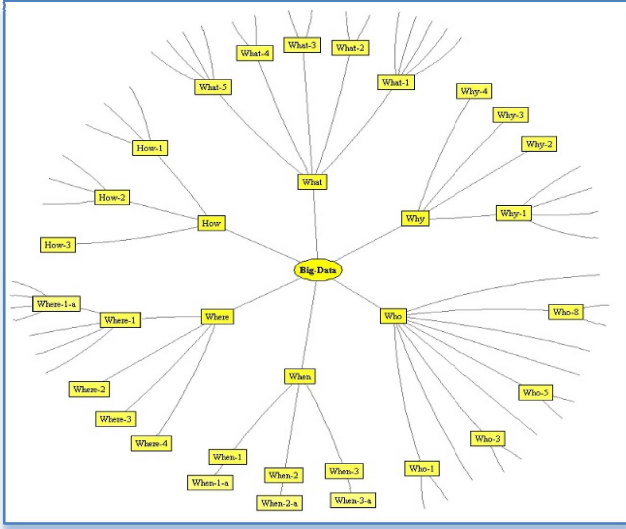 What-3
What-4
What-2
What-5
What-1
Why-4
Why-3
Why-2
How-1
What
How-2
Why-1
Why
How
How-3
Big-Data
Where-1-a
Who-8
Where-1
Where
Who
When
Where-2
Who-5
Where-3
Who-3
Where-4
When-1
Who-1
When-3
When-2
When-1-a
When-3-a
When-2-a